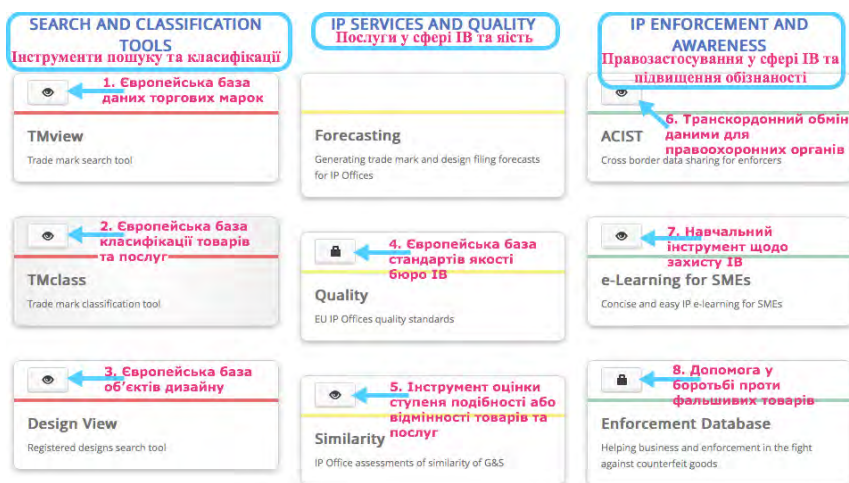 SEARCH AND CLASSIFICATION
TOOLS
Інструменти пошуку та класифікації
1. Європейська база
даних торгових марок
TMview
Trade mark search tool
2. Європейська база
класифікації товарів
та послуг
TMclass
Trade mark classification tool
3. Європейська база
об’єктів дизайну
Design View
Registered designs search tool
IP SERVICES AND QUALITY
Послуги у сфері ІВ та яість
Forecasting
Generating trade mark and design filing forecasts
for IP Offices
4. Європейська база
стандартів якості
бюро ІВ
Quality
EU IP Offices quality standards
5. Інструмент оцінки
ступеня подібності або
відмінності товарів та
послуг
Similarity
IP Office assessments of similarity of G&S
IP ENFORCEMENT AND
AWARENESS
Правозастосування у сфері ІВ та
підвищення обізнаності
6. Транскордонний обмін
даними для
правоохоронних органів
ACIST
Cross border data sharing for enforcers
7. Навчальний
інструмент щодо
захисту ІВ
e-Learning for SMEs
Concise and easy IP e-learning for SMEs
8. Допомога у
боротьбі проти
фальшивих товарів
Enforcement Database
Helping business and enforcement in the fight
against counterfeit goods